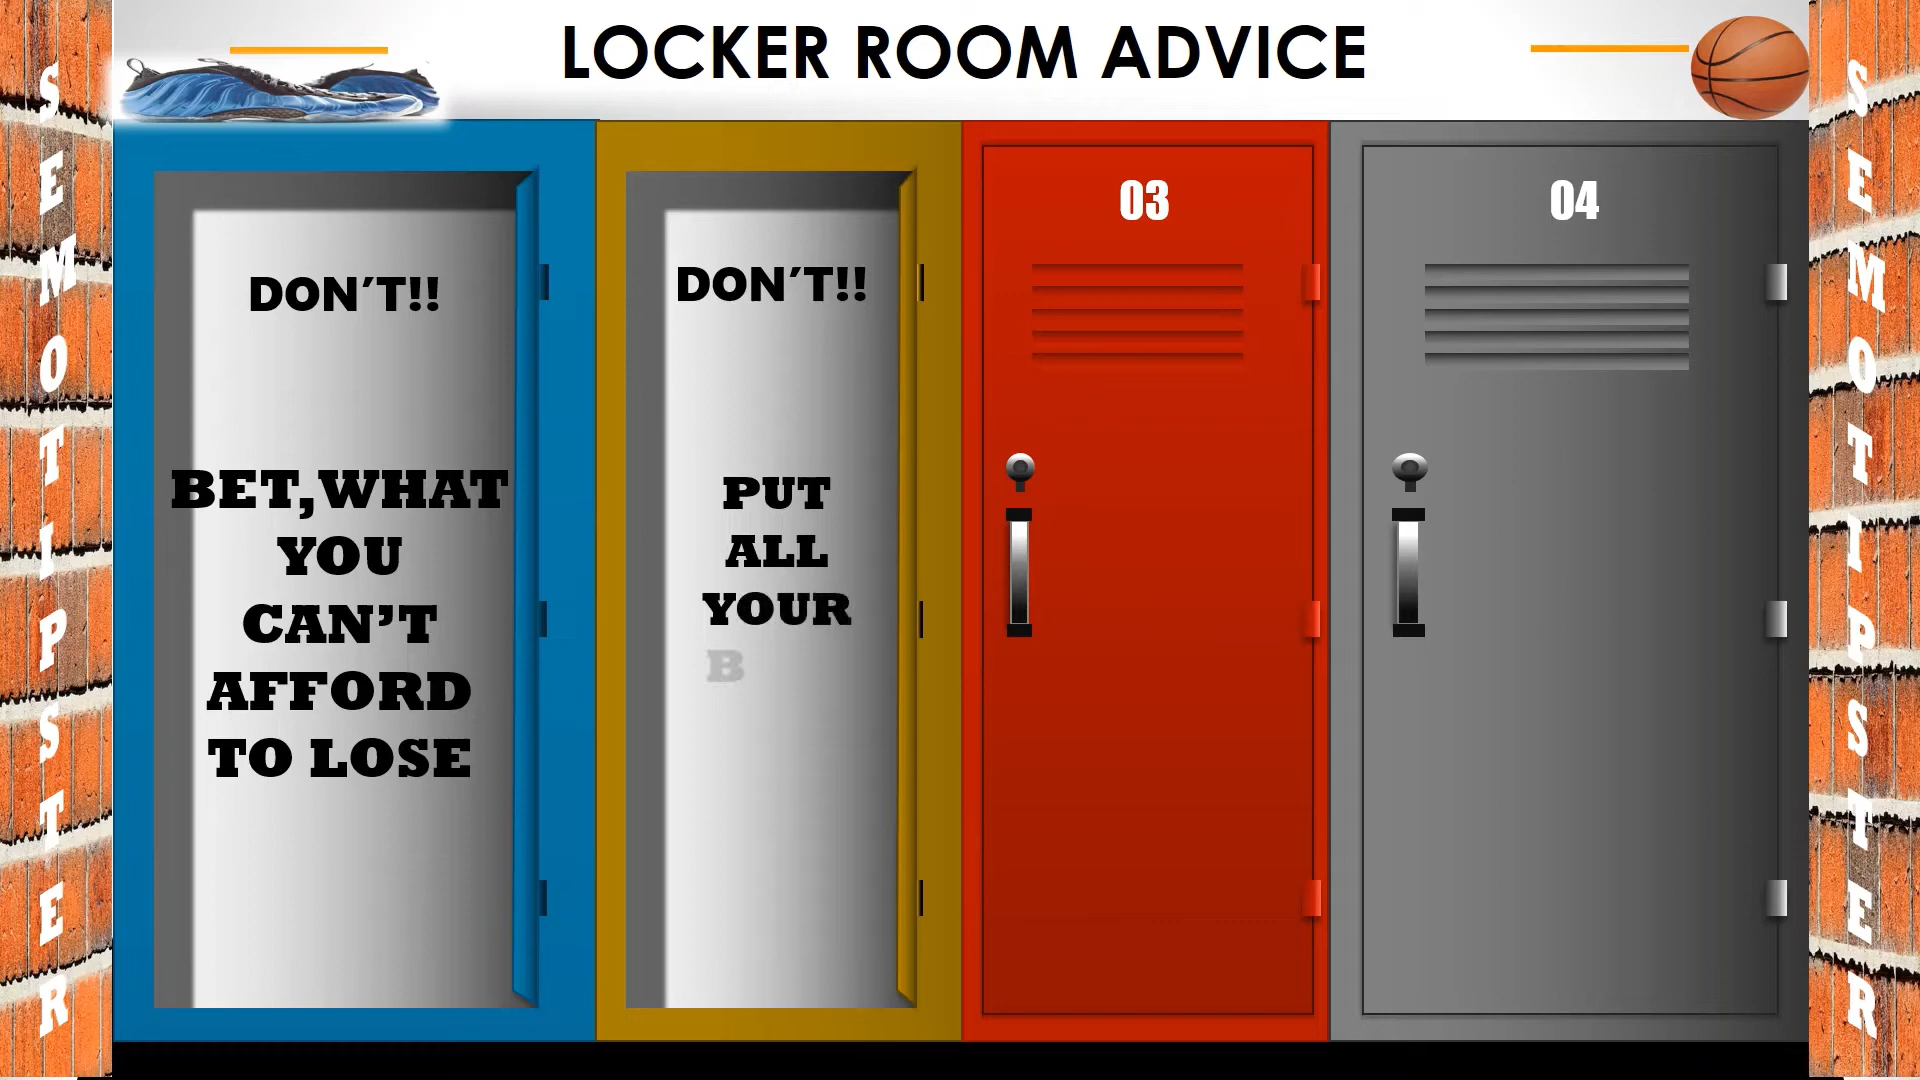 LOCKER ROOM ADVICE
SEMOTIPSTER
DON'T!!
BET,WHAT
YOU
CAN'T
AFFORD
TO LOSE
DON'T!!
PUT
ALL
YOUR
B
03
04
SEMOTIPSTER